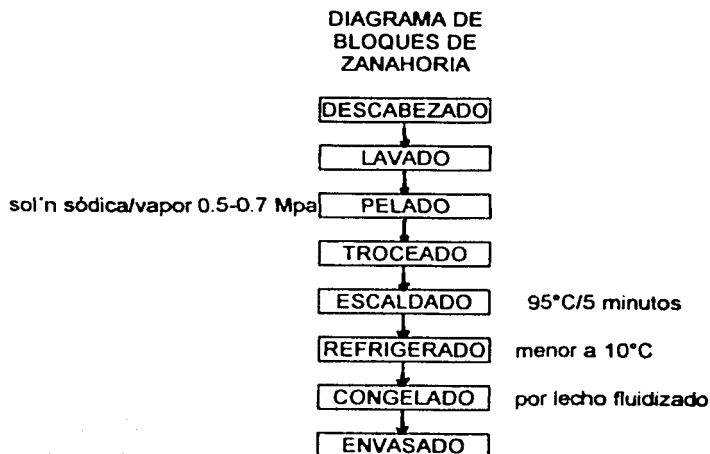 DIAGRAMA DE
BLOQUES DE
ZANAHORIA
DESCABEZADO
LAVADO
sol´n sódica/vapor 0.5-0.7 Mpa
PELADO
TROCEADO
ESCALDADO
95°C/5 minutos
REFRIGERADO
menor a 10°C
CONGELADO
por lecho fluidizado
ENVASADO